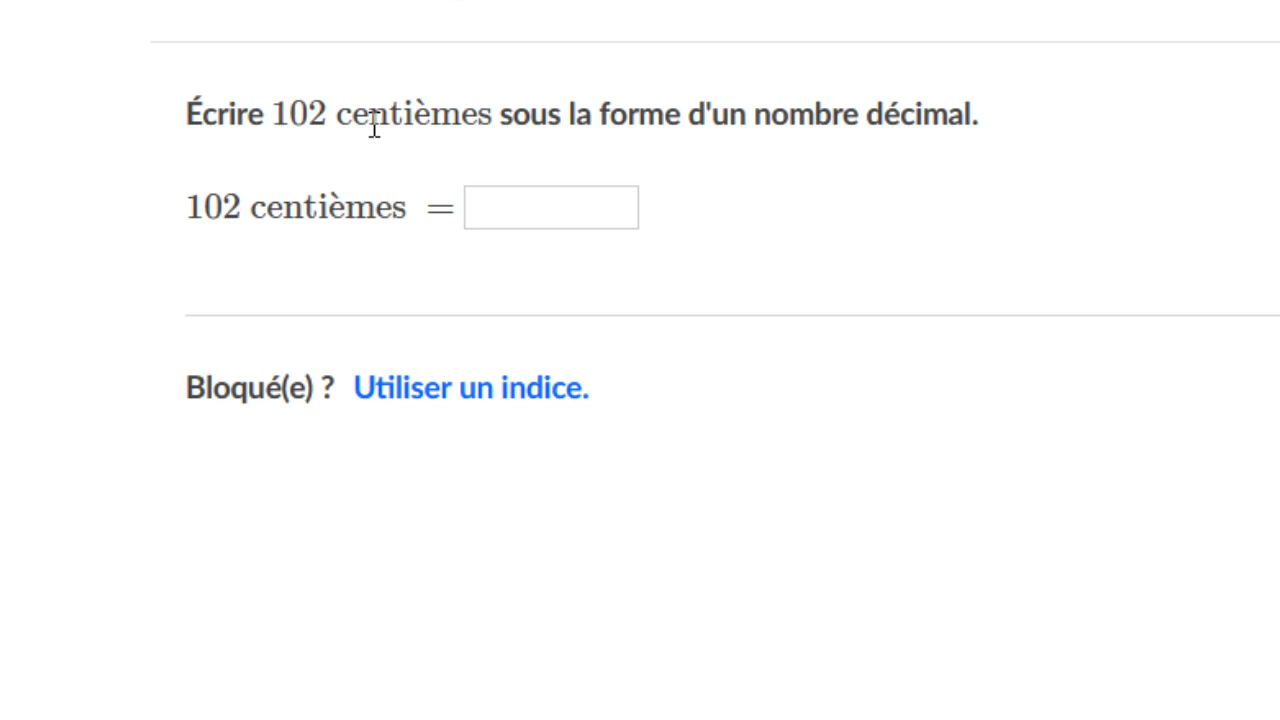 Écrire 102 centièmes sous la forme d'un nombre décimal.
102 centièmes =
Bloqué(e) ? Utiliser un indice.